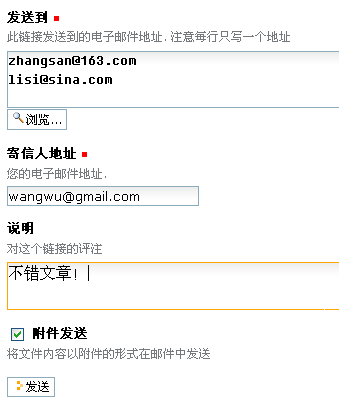 发送到
此链接发送到的电子邮件地址.注意每行只写一个地址
zhangsan@163.com
lisi@sina.com
浏览...
寄信人地址
您的电子邮件地址.
wangwu@gmail.com
说明
对这个链接的评注
不错文章!
附件发送
将文件内容以附件的形式在邮件中发送
发送